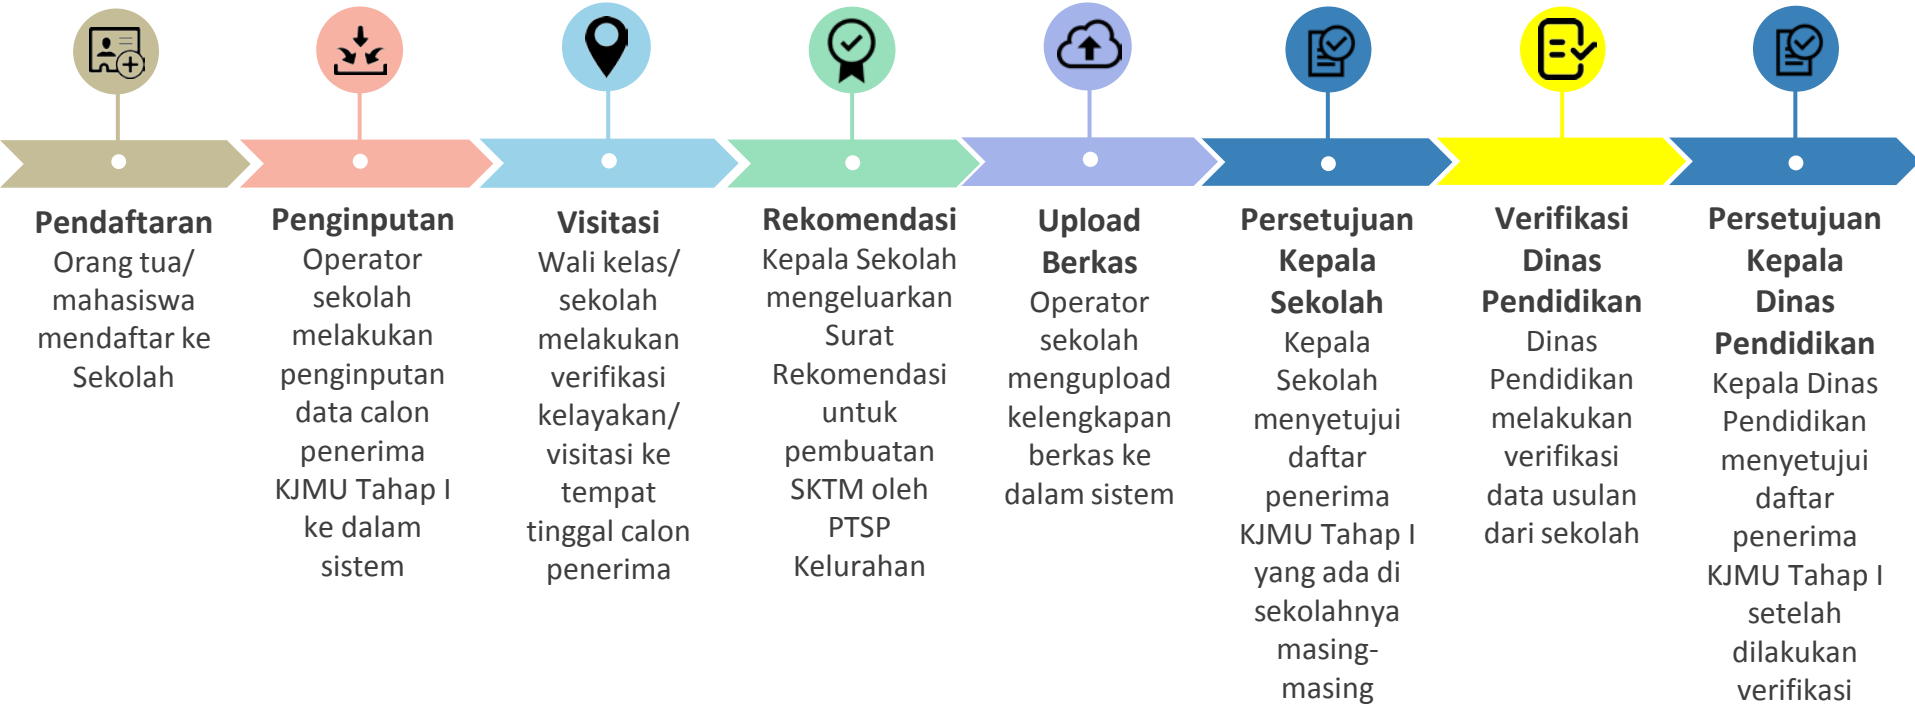 Pendaftaran
Orang tua/
mahasiswa
mendaftar ke
Sekolah
Penginputan
Operator
sekolah
melakukan
penginputan
data calon
penerima
KJMU Tahap I
ke dalam
sistem
Visitasi
Wali kelas/
sekolah
melakukan
verifikasi
kelayakan/
visitasi ke
tempat
tinggal calon
penerima
Rekomendasi
Kepala Sekolah
mengeluarkan
Surat
Rekomendasi
untuk
pembuatan
SKTM oleh
PTSP
Kelurahan
Upload
Berkas
Operator
sekolah
mengupload
kelengkapan
berkas ke
dalam sistem
Persetujuan
Kepala
Sekolah
Kepala
Sekolah
menyetujui
daftar
penerima
KJMU Tahap I
yang ada di
sekolahnya
masing-
masing
Verifikasi
Dinas
Pendidikan
Dinas
Pendidikan
melakukan
verifikasi
data usulan
dari sekolah
Persetujuan
Kepala
Dinas
Pendidikan
Kepala Dinas
Pendidikan
menyetujui
daftar
penerima
KJMU Tahap I
setelah
dilakukan
verifikasi